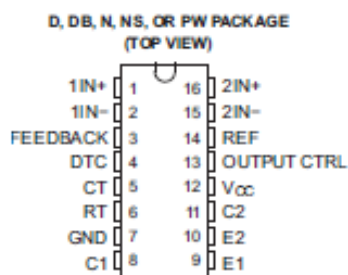 D, DB, N, NS, OR PW PACKAGE
(TOP VIEW)
1IN+ 1 16 2IN+
1IN− 2 15 2IN−
FEEDBACK 3 14 REF
DTC 4 13 OUTPUT CTRL
CT 5 12 VCC
RT 6 11 C2
GND 7 10 E2
C1 8 9 E1